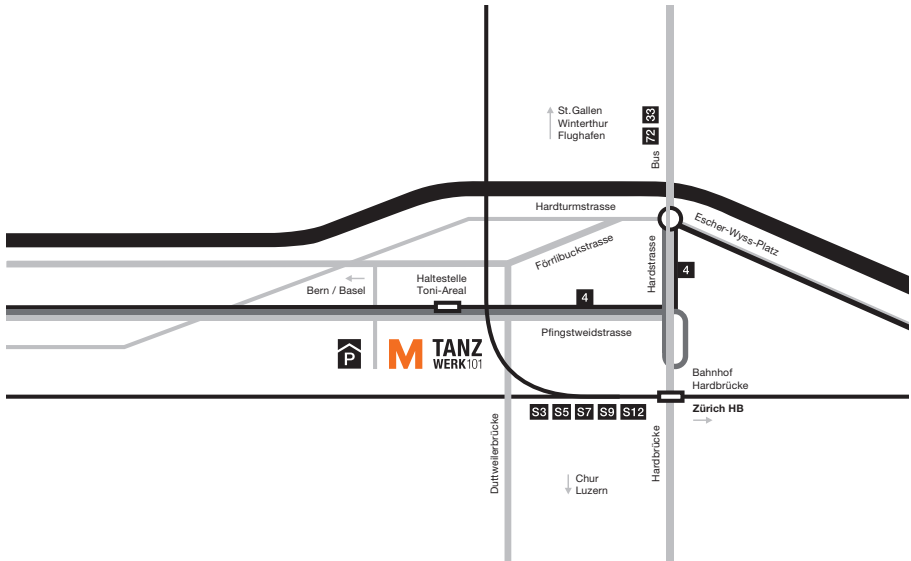 St.Gallen
Winterthur
Flughafen
33
72
Bus
Hardturmstrasse
Escher-Wyss-Platz
Förrlibuckstrasse
Hardstrasse
4
Bern / Basel
Haltestelle
Toni-Areal
4
Pfingstweidstrasse
P
M
TANZ
WERK101
Bahnhof
Hardbrücke
Zürich HB
S3 S5 S7 S9 S12
Duttweilerbrücke
Hardbrücke
Chur
Luzern